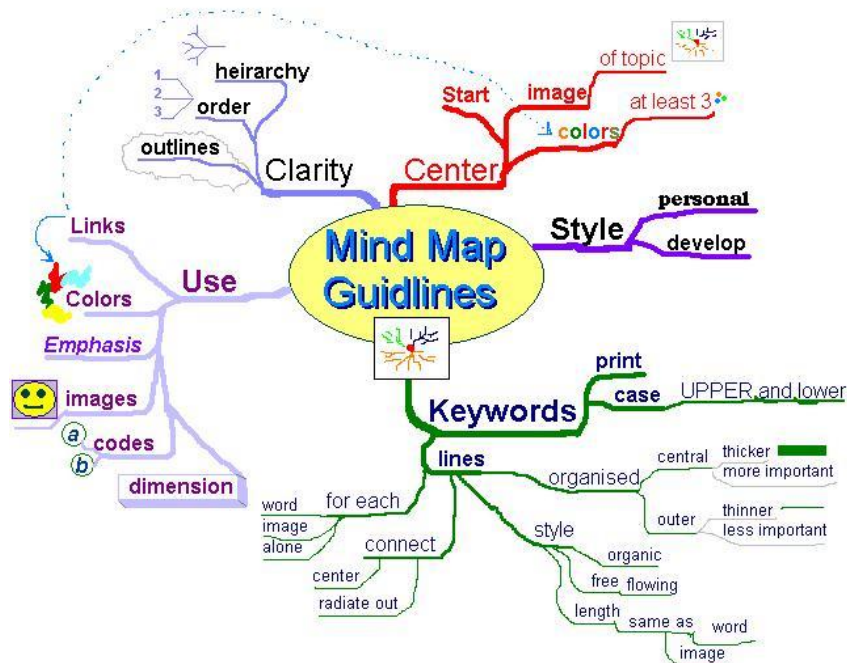 Mind Map
Guidlines
Center
Start
image
of topic
colors
at least 3
Style
personal
develop
Keywords
print
case
UPPER and lower
lines
organised
central
thicker
more important
outer
thinner
less important
style
organic
free
flowing
length
same as
word
image
connect
center
radiate out
for each
word
image
alone
Use
Links
Colors
Emphasis
images
codes
a
b
dimension
Clarity
heirarchy
order
1
2
3
outlines